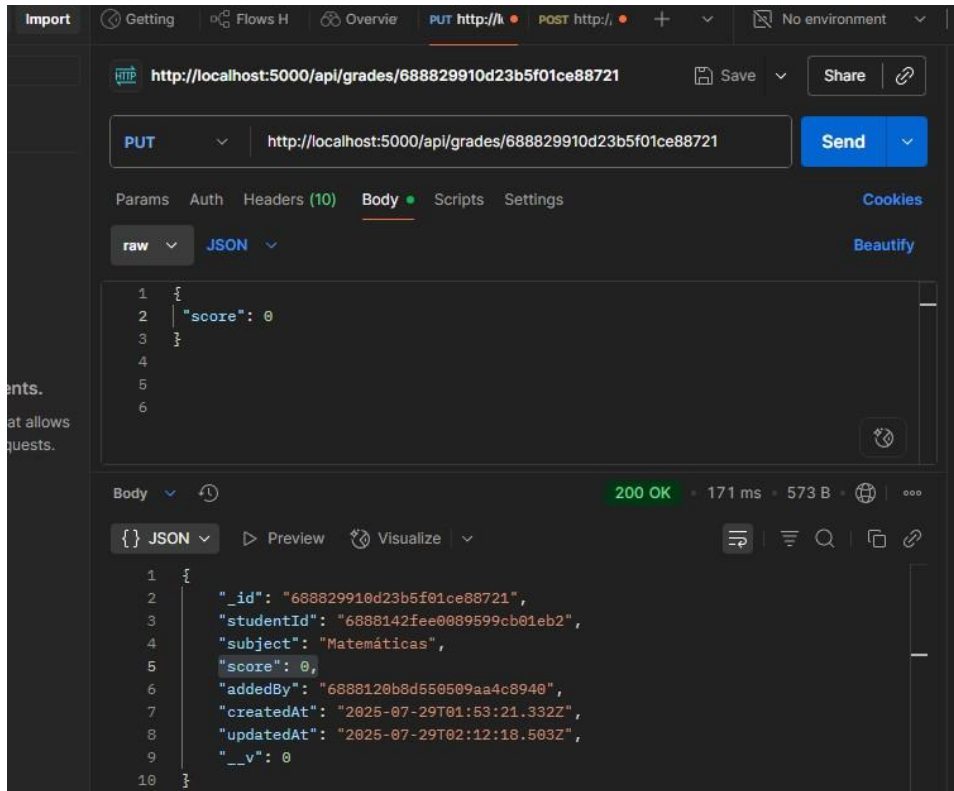 Import Getting Flows H Overvie PUT http://l POST http:/, + No environment
HTTP http://localhost:5000/api/grades/688829910d23b5f01ce88721 Save Share
PUT http://localhost:5000/api/grades/688829910d23b5f01ce88721 Send
Params Auth Headers (10) Body Scripts Settings Cookies
raw JSON Beautify
1 {
2 "score": 0
3 }
4
5
6
ents.
at allows
quests.
Body 200 OK 171 ms 573 B
{} JSON Preview Visualize
1 {
2 "_id": "688829910d23b5f01ce88721",
3 "studentId": "6888142fee0089599cb01eb2",
4 "subject": "Matemáticas",
5 "score": 0,
6 "addedBy": "6888120b8d550509aa4c8940",
7 "createdAt": "2025-07-29T01:53:21.332Z",
8 "updatedAt": "2025-07-29T02:12:18.503Z",
9 "__v": 0
10 }